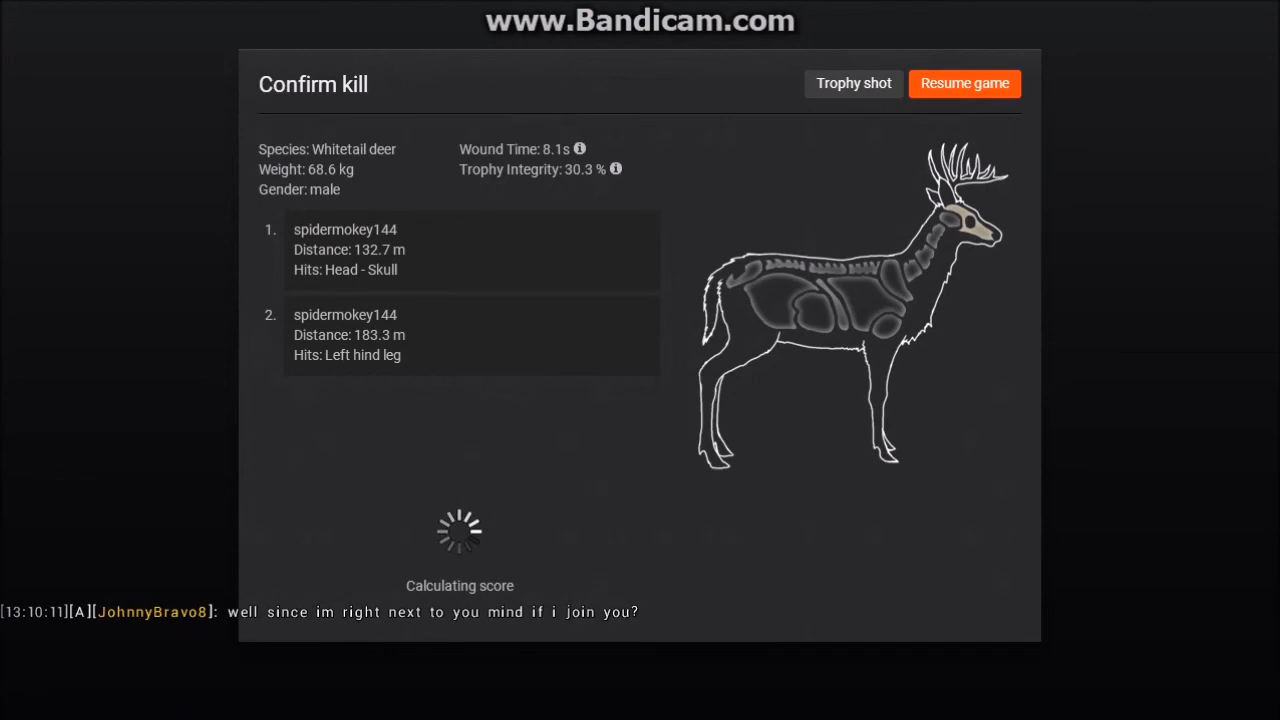 www.Bandicam.com
Confirm kill
Trophy shot
Resume game
Species: Whitetail deer
Weight: 68.6 kg
Gender: male
Wound Time: 8.1s
Trophy Integrity: 30.3 %
1.
spidermokey144
Distance: 132.7 m
Hits: Head - Skull
2.
spidermokey144
Distance: 183.3 m
Hits: Left hind leg
Calculating score
[13:10:11][A][JohnnyBravo8]: well since im right next to you mind if i join you?